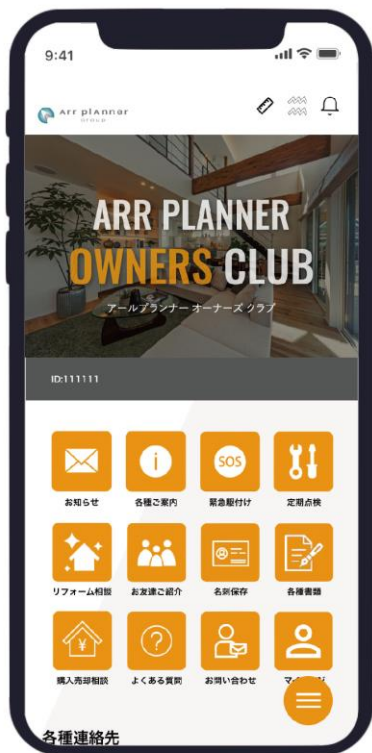 9:41
Arr plAnner
GROUP
ARR PLANNER
OWNERS CLUB
アールプランナー オーナーズ クラブ
ID:111111
お知らせ
各種ご案内
SOS
緊急駆付け
定期点検
リフォーム相談
お友達ご紹介
名刺保存
各種書類
購入売却相談
よくある質問
お問い合わせ
各種連絡先